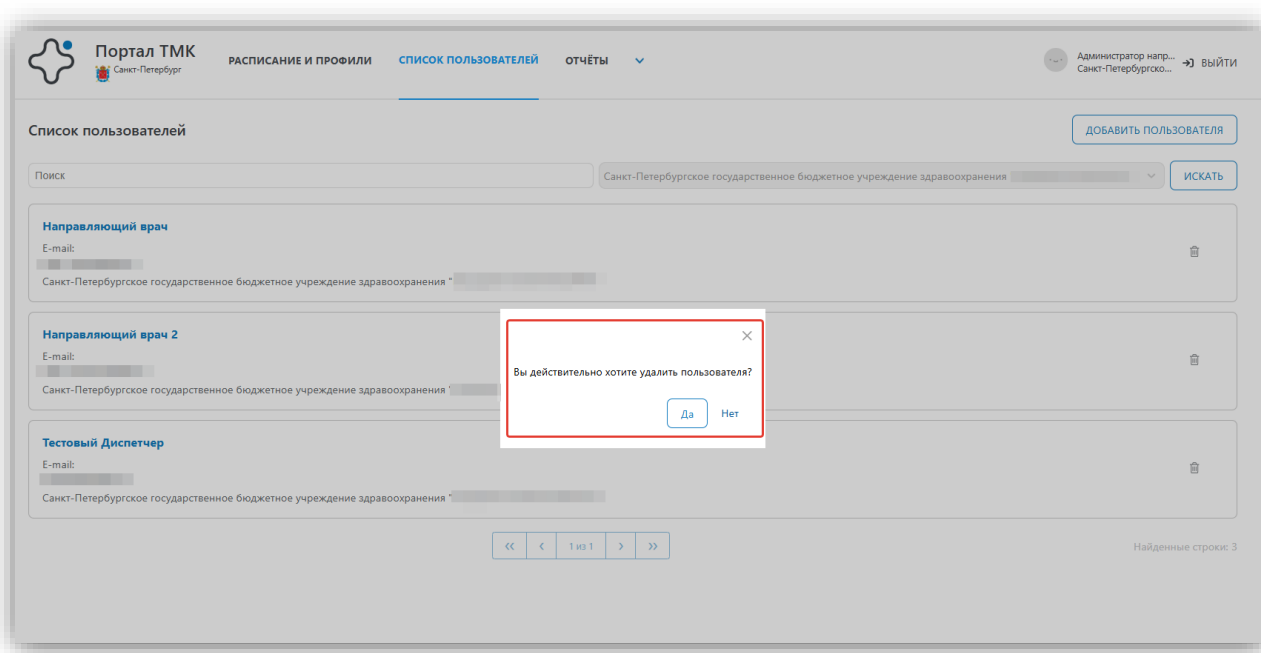 Портал ТМК
Санкт-Петербург
РАСПИСАНИЕ И ПРОФИЛИ
СПИСОК ПОЛЬЗОВАТЕЛЕЙ
ОТЧЁТЫ
Администратор напр...
Санкт-Петербургско...
ВЫЙТИ
Список пользователей
ДОБАВИТЬ ПОЛЬЗОВАТЕЛЯ
Поиск
Санкт-Петербургское государственное бюджетное учреждение здравоохранения
ИСКАТЬ
Направляющий врач
E-mail:
Санкт-Петербургское государственное бюджетное учреждение здравоохранения "
Направляющий врач 2
E-mail:
Санкт-Петербургское государственное бюджетное учреждение здравоохранения "
Вы действительно хотите удалить пользователя?
Да
Нет
Тестовый Диспетчер
E-mail:
Санкт-Петербургское государственное бюджетное учреждение здравоохранения "
1 из 1
Найденные строки: 3